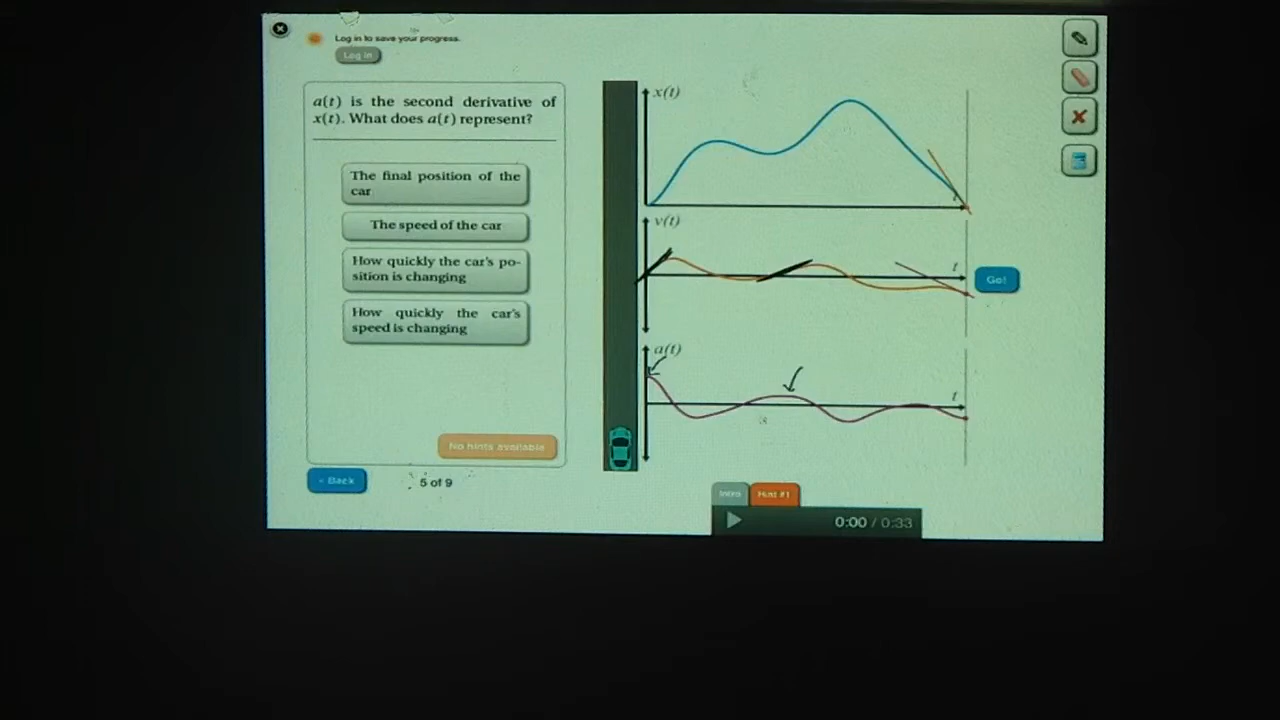 Log in to save your progress.
Log in
a(t) is the second derivative of
x(t). What does a(t) represent?
The final position of the
car
The speed of the car
How quickly the car's po-
sition is changing
How quickly the car's
speed is changing
No hints available
« Back
5 of 9
x(t)
t
v(t)
t
Go!
a(t)
t
Intro
Hint #1
0:00 / 0:33